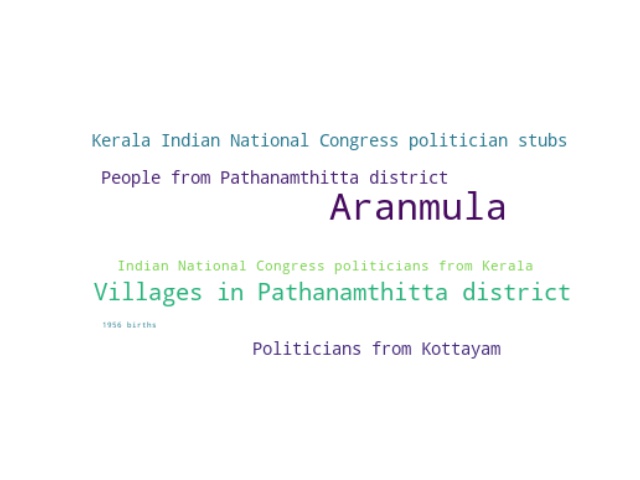 Kerala Indian National Congress politician stubs
People from Pathanamthitta district
Aranmula
Indian National Congress politicians from Kerala
Villages in Pathanamthitta district
1956 births
Politicians from Kottayam